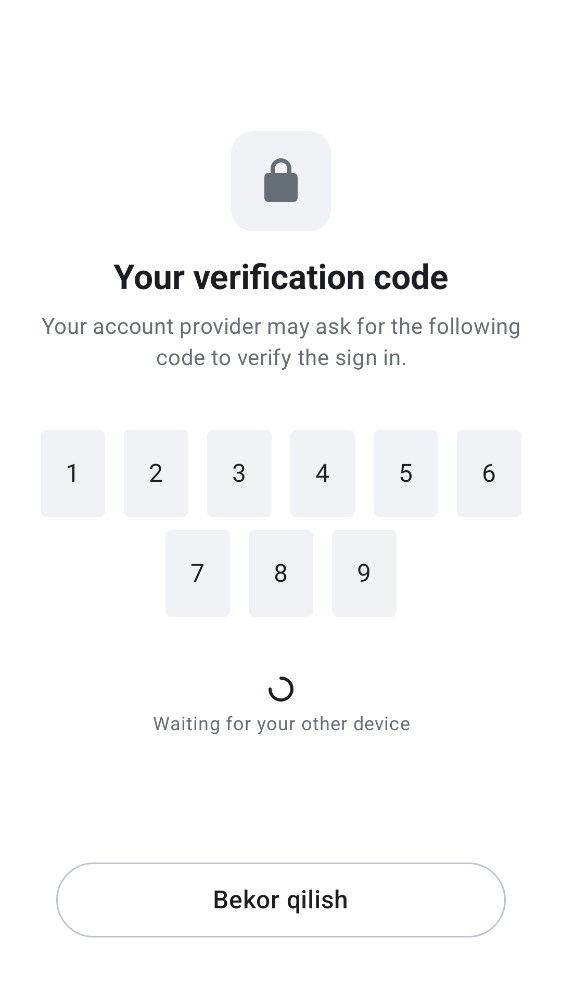 Your verification code
Your account provider may ask for the following
code to verify the sign in.
1 2 3 4 5 6
7 8 9
Waiting for your other device
Bekor qilish